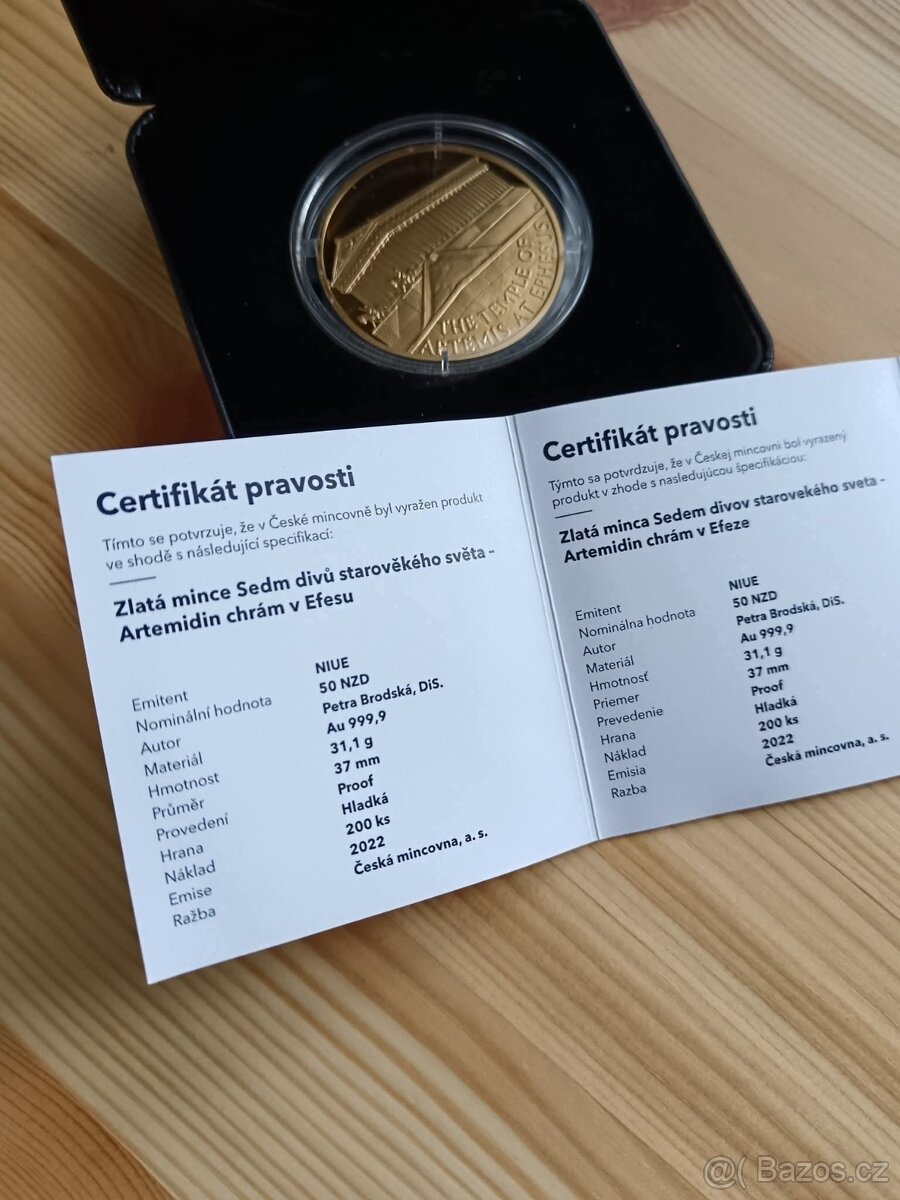 THE TEMPLE OF
ARTEMIS AT EPHESUS
Certifikát pravosti
Tímto se potvrzuje, že v České mincovně byl vyražen produkt
ve shodě s následující specifikací:
Zlatá mince Sedm divů starověkého světa –
Artemidin chrám v Efesu
Emitent NIUE
Nominální hodnota 50 NZD
Autor Petra Brodská, DiS.
Materiál Au 999,9
Hmotnost 31,1 g
Průměr 37 mm
Provedení Proof
Hrana Hladká
Náklad 200 ks
Emise 2022
Ražba Česká mincovna, a. s.
Certifikát pravosti
Týmto sa potvrdzuje, že v Českej mincovni bol vyrazený
produkt v zhode s nasledujúcou špecifikáciou:
Zlatá minca Sedem divov starovekého sveta –
Artemidin chrám v Efeze
Emitent NIUE
Nominálna hodnota 50 NZD
Autor Petra Brodská, DiS.
Materiál Au 999,9
Hmotnosť 31,1 g
Priemer 37 mm
Prevedenie Proof
Hrana Hladká
Náklad 200 ks
Emisia 2022
Razba Česká mincovna, a. s.
@( Bazos.cz